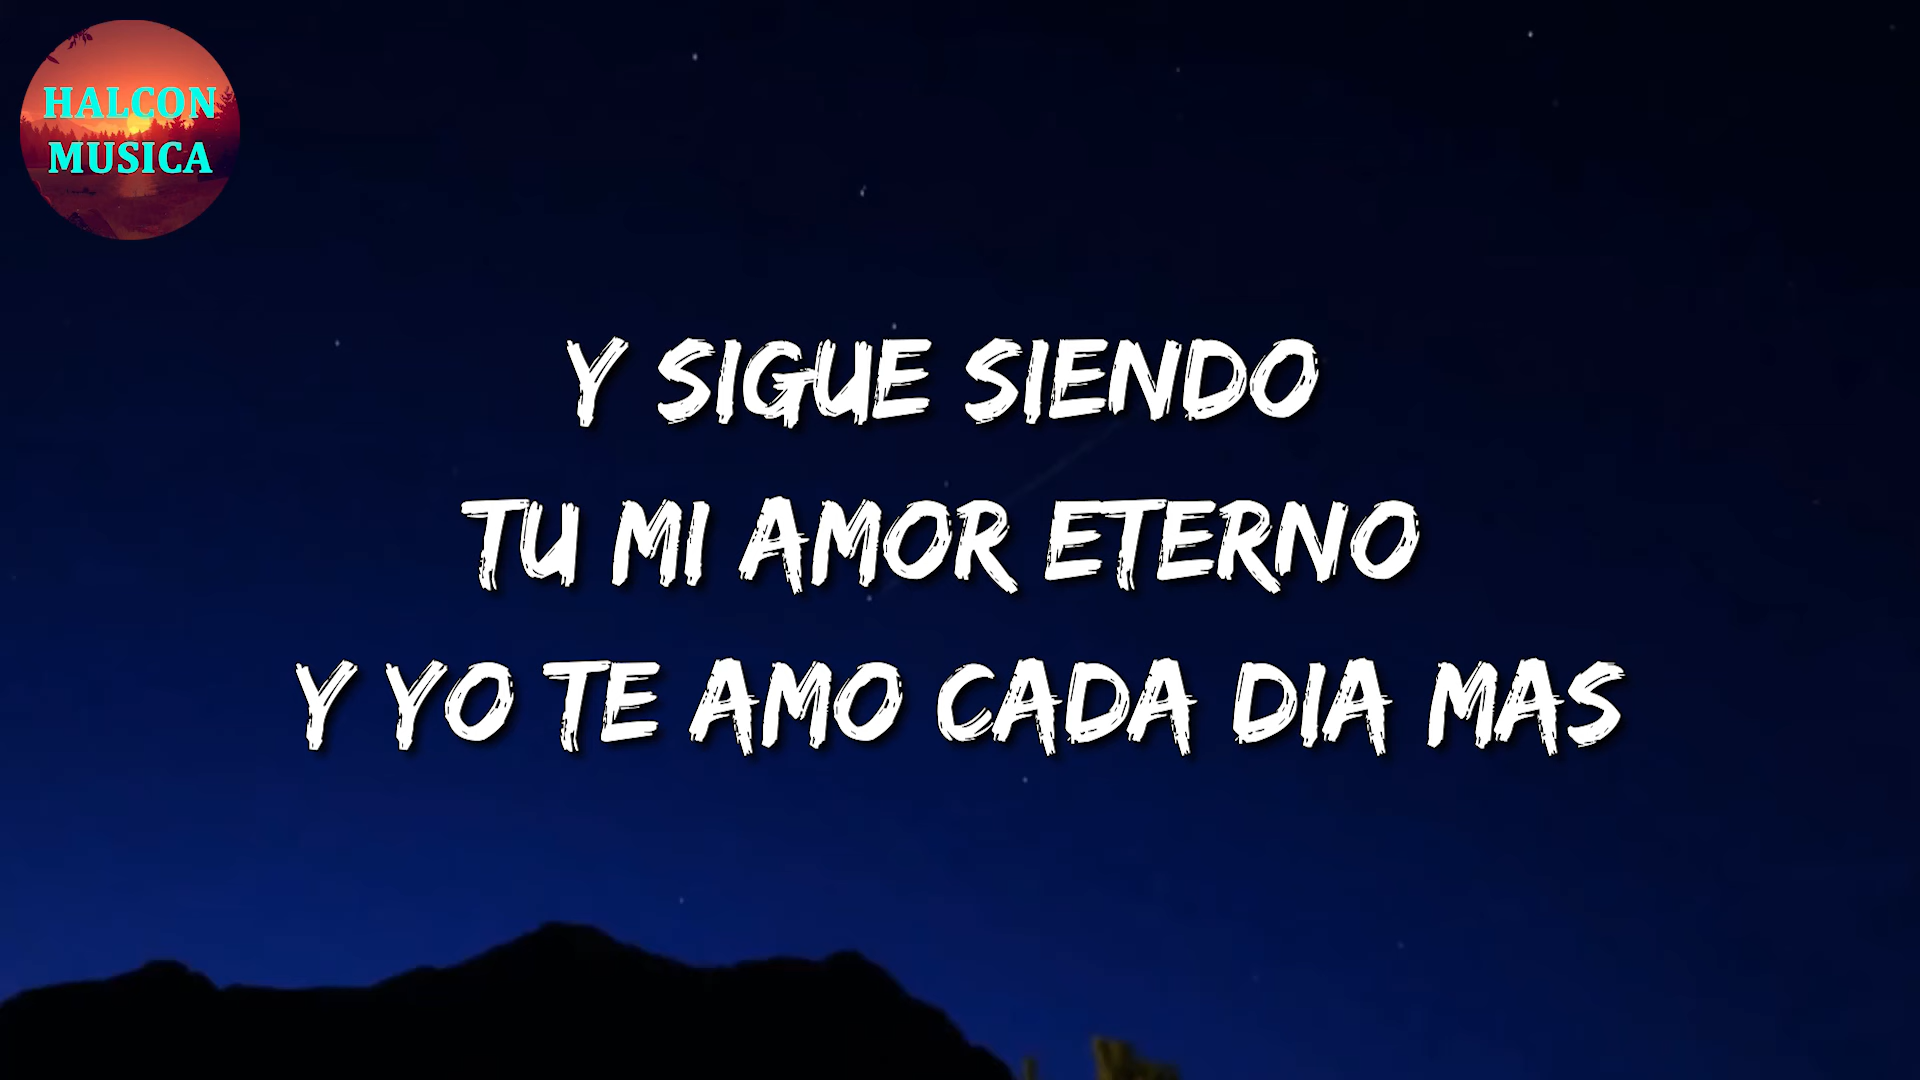 HALCON
MUSICA
Y SIGUE SIENDO
TU MI AMOR ETERNO
Y YO TE AMO CADA DIA MAS